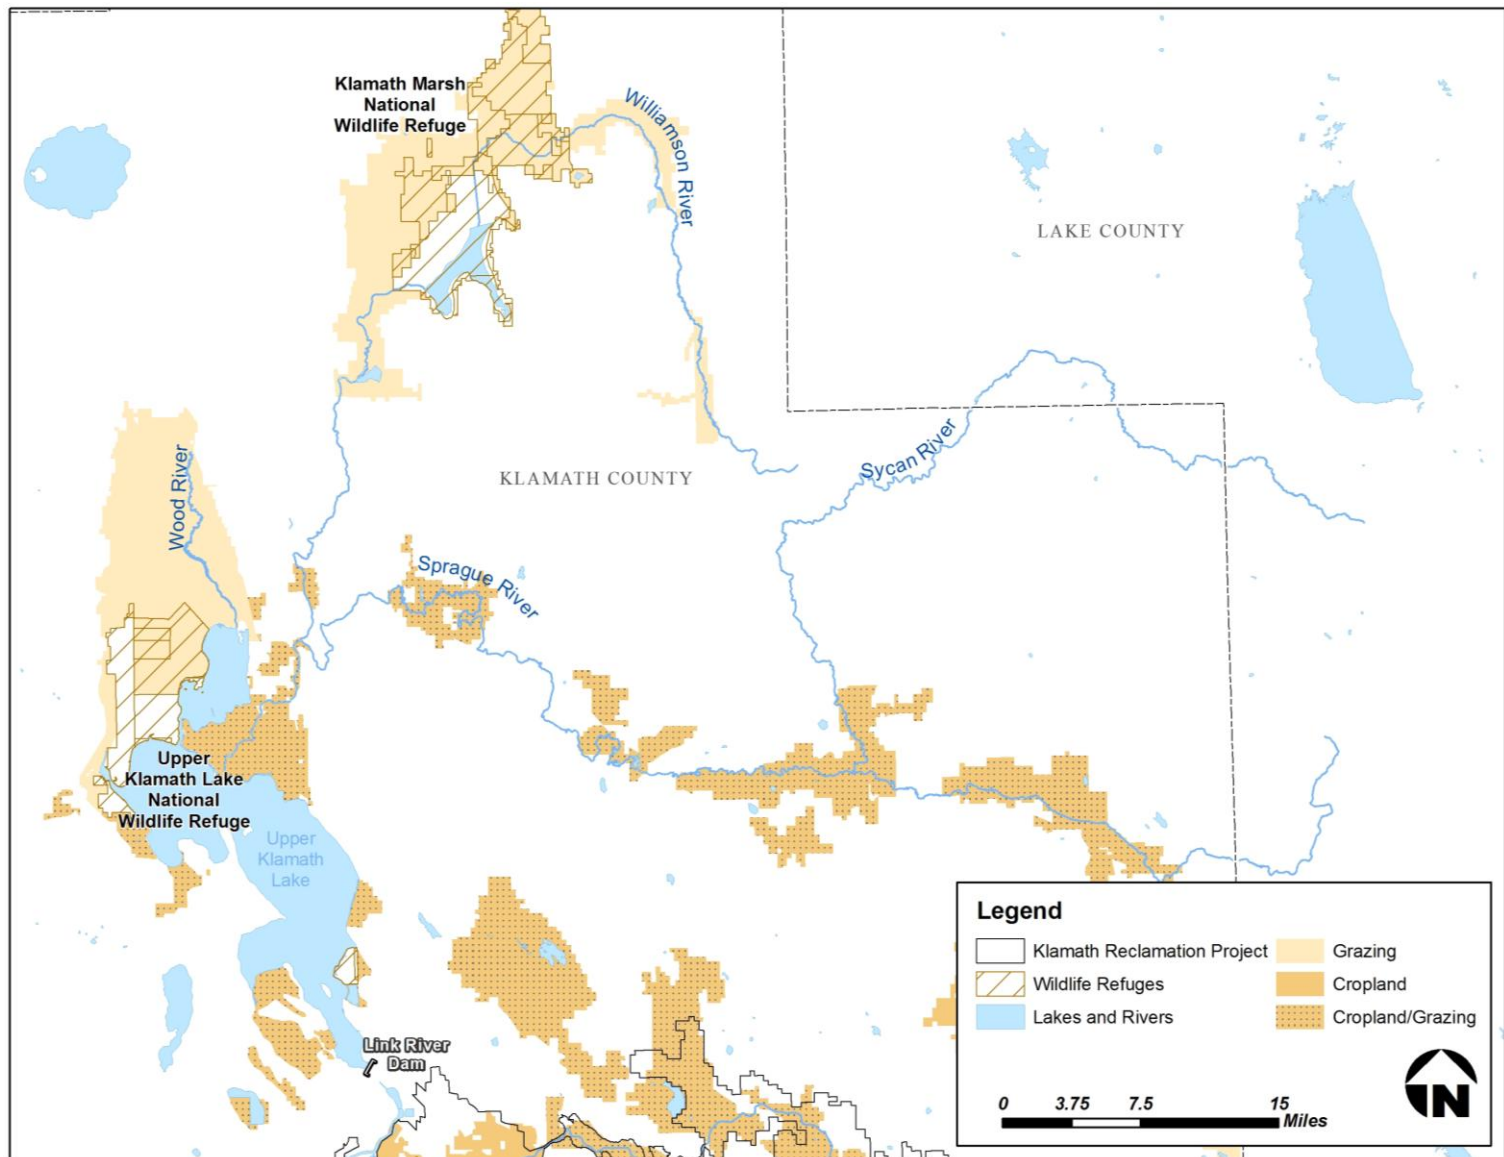 Klamath Marsh
National
Wildlife Refuge
Williamson River
LAKE COUNTY
Sycan River
KLAMATH COUNTY
Wood River
Sprague River
Upper
Klamath Lake
National
Wildlife Refuge
Upper
Klamath
Lake
Link River
Dam
Legend
Klamath Reclamation Project
Wildlife Refuges
Lakes and Rivers
Grazing
Cropland
Cropland/Grazing
0 3.75 7.5 15
Miles
N